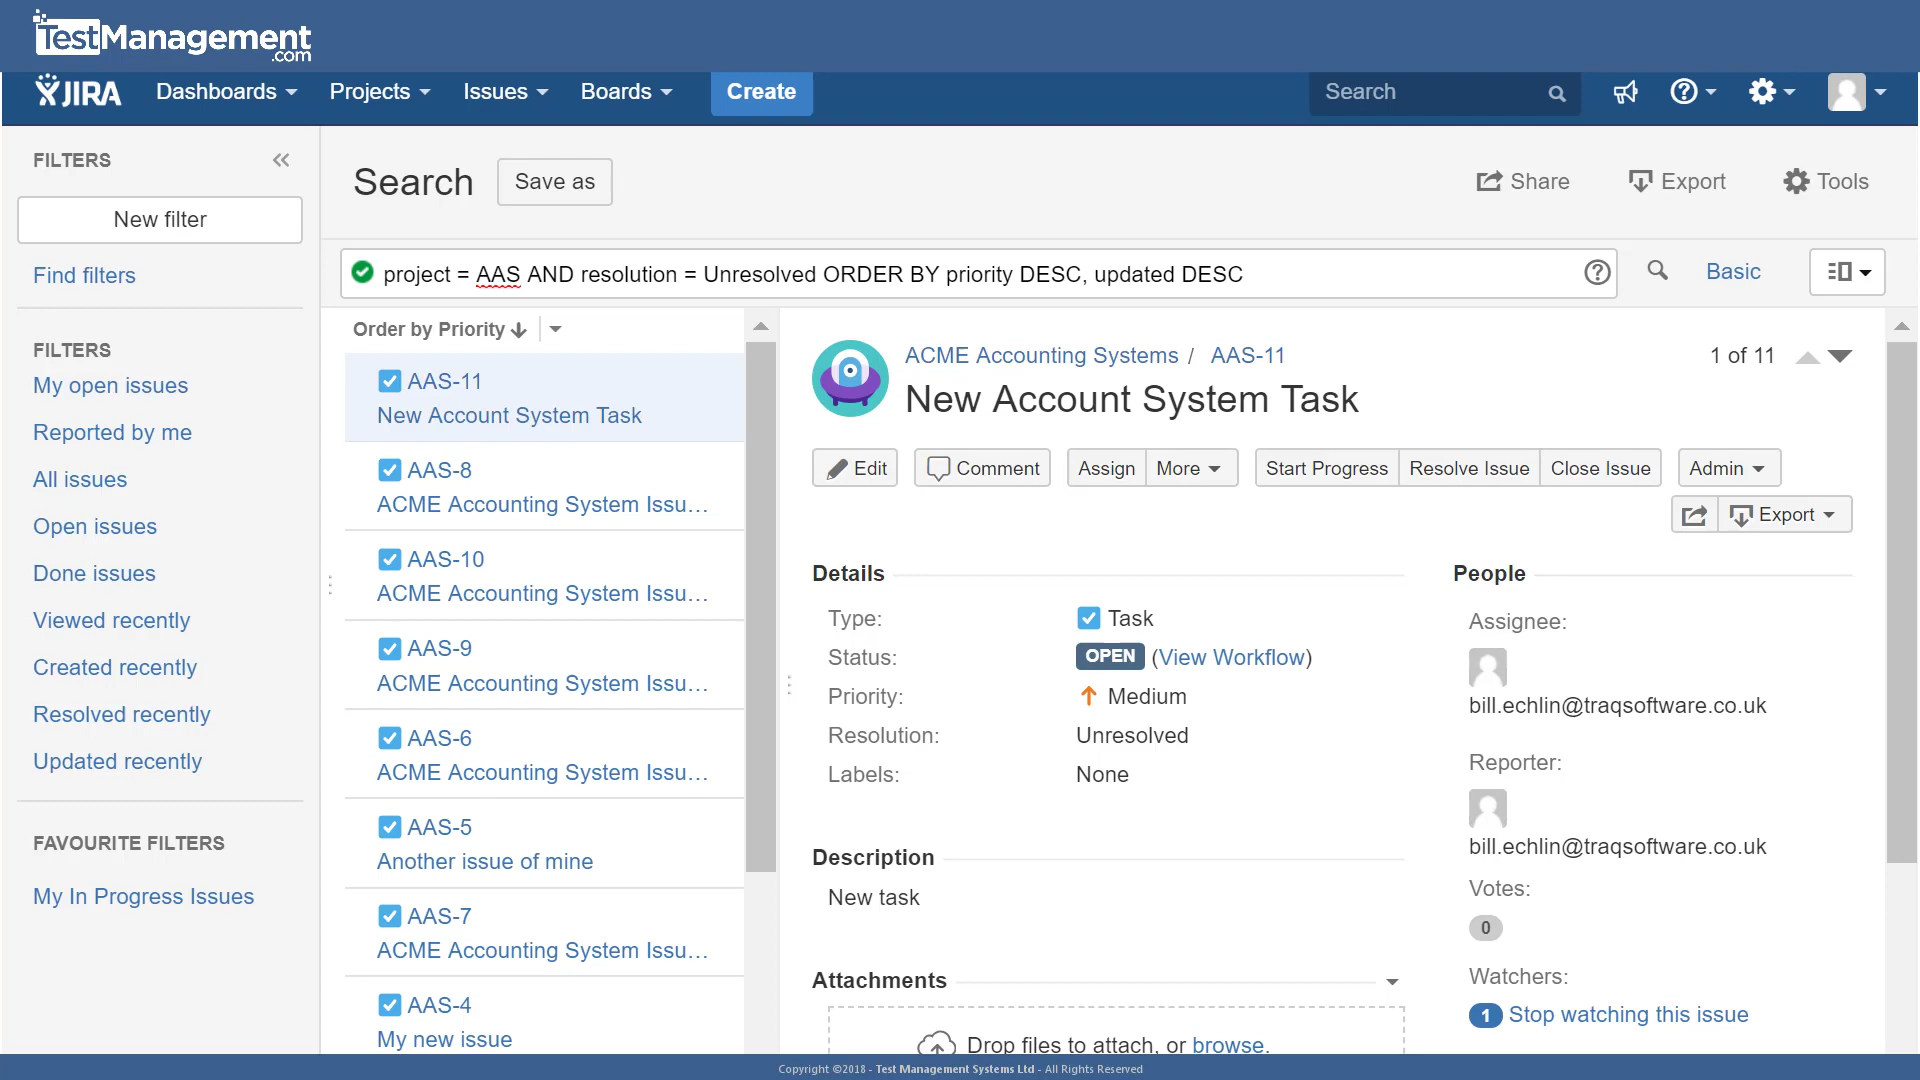 TestManagement
.com
JIRA Dashboards Projects Issues Boards Create Search
FILTERS
New filter
Find filters
FILTERS
My open issues
Reported by me
All issues
Open issues
Done issues
Viewed recently
Created recently
Resolved recently
Updated recently
FAVOURITE FILTERS
My In Progress Issues
Search Save as Share Export Tools
project = AAS AND resolution = Unresolved ORDER BY priority DESC, updated DESC
Basic
Order by Priority
AAS-11
New Account System Task
AAS-8
ACME Accounting System Issu...
AAS-10
ACME Accounting System Issu...
AAS-9
ACME Accounting System Issu...
AAS-6
ACME Accounting System Issu...
AAS-5
Another issue of mine
AAS-7
ACME Accounting System Issu...
AAS-4
My new issue
ACME Accounting Systems / AAS-11
1 of 11
New Account System Task
Edit Comment Assign More Start Progress Resolve Issue Close Issue Admin
Export
Details
Type: Task
Status: OPEN (View Workflow)
Priority: Medium
Resolution: Unresolved
Labels: None
Description
New task
Attachments
Drop files to attach, or browse.
People
Assignee:
bill.echlin@traqsoftware.co.uk
Reporter:
bill.echlin@traqsoftware.co.uk
Votes:
0
Watchers:
1 Stop watching this issue
Copyright ©2018 - Test Management Systems Ltd - All Rights Reserved